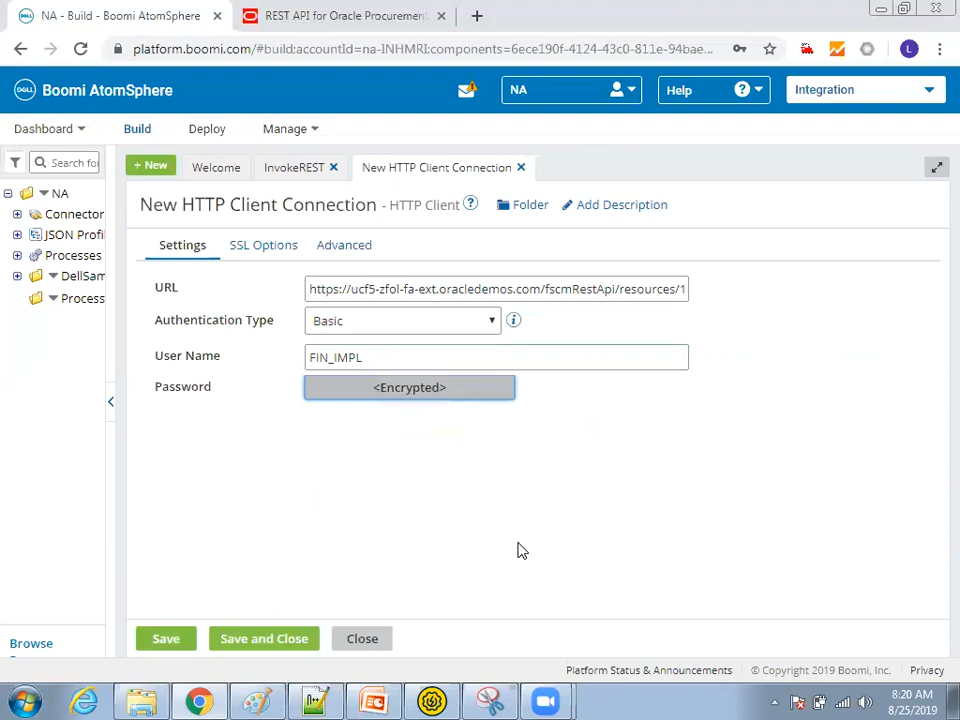 NA - Build - Boomi AtomSphere
REST API for Oracle Procurement
platform.boomi.com/#build:accountId=na-INHMRI;components=6ece190f-4124-43c0-811e-94bae...
L
DELL
Boomi AtomSphere
NA
Help
Integration
Dashboard
Build
Deploy
Manage
Search fo
+ New
Welcome
InvokeREST
New HTTP Client Connection
NA
Connector
JSON Profi
Processes
DellSam
Process
New HTTP Client Connection - HTTP Client
Folder
Add Description
Settings
SSL Options
Advanced
URL
https://ucf5-zfol-fa-ext.oracledemos.com/fscmRestApi/resources/1
Authentication Type
Basic
User Name
FIN_IMPL
Password
<Encrypted>
Save
Save and Close
Close
Browse
Platform Status & Announcements
© Copyright 2019 Boomi, Inc.
Privacy
8:20 AM
8/25/2019